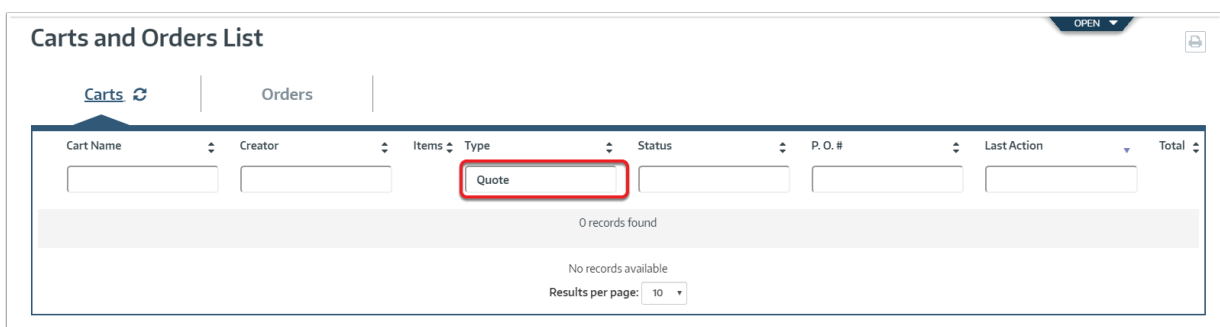 OPEN
Carts and Orders List
Carts Orders
Cart Name Creator Items Type Status P. O. # Last Action Total
Quote
0 records found
No records available
Results per page: 10